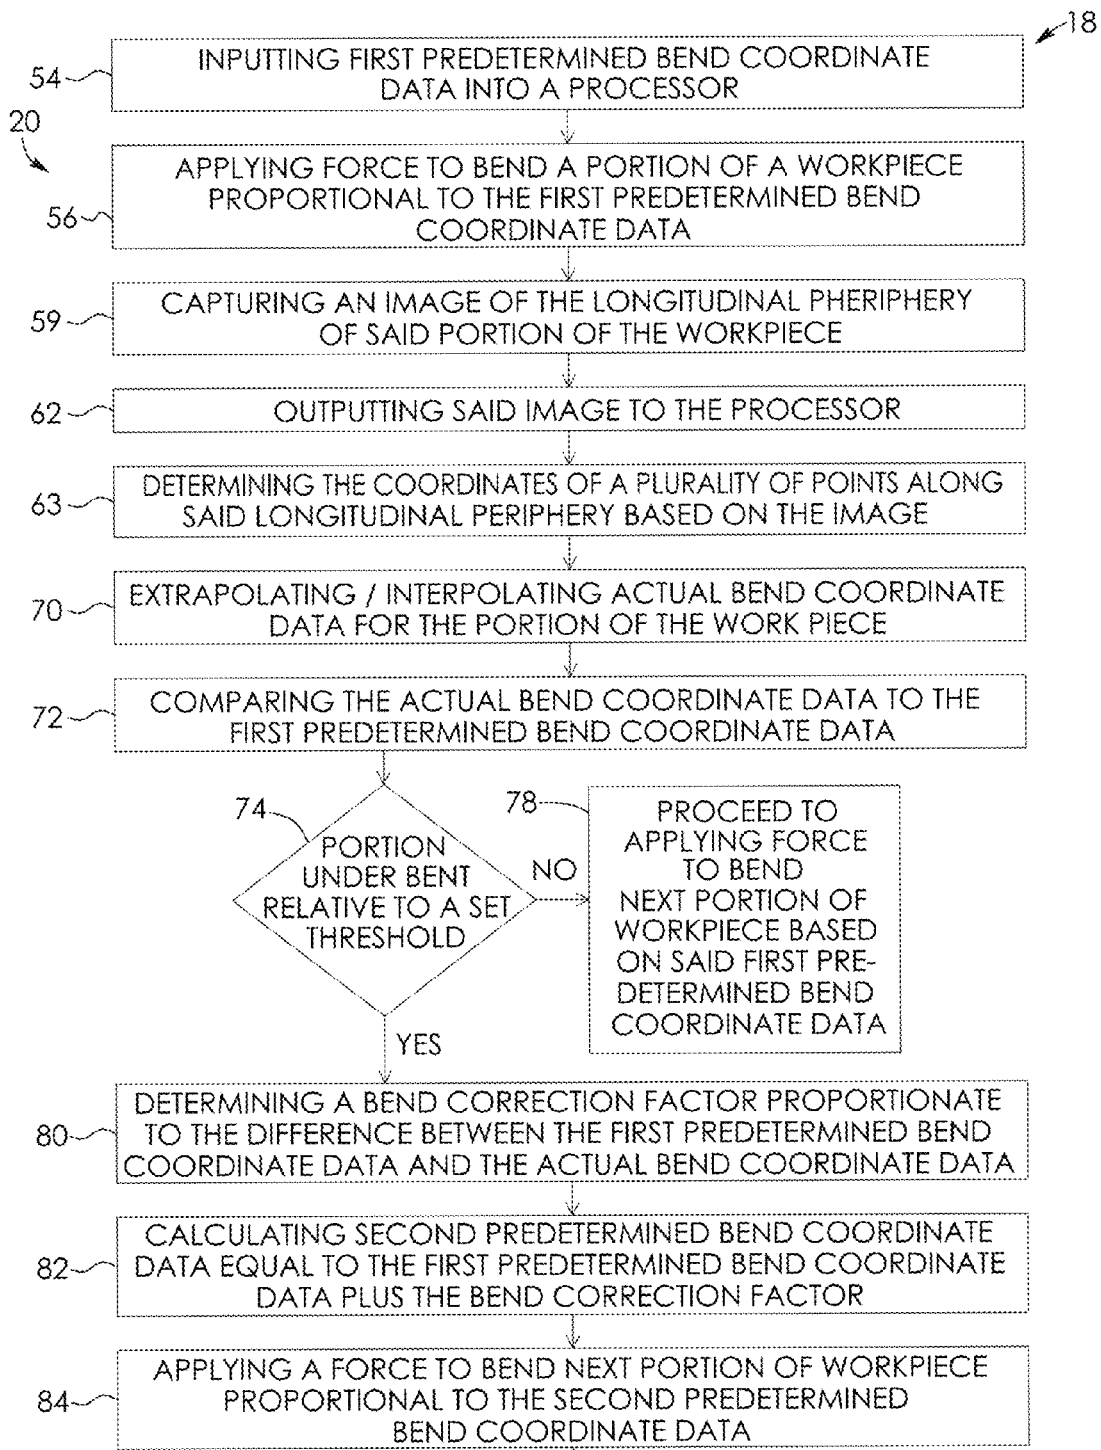 18
54
INPUTTING FIRST PREDETERMINED BEND COORDINATE
DATA INTO A PROCESSOR
20
56
APPLYING FORCE TO BEND A PORTION OF A WORKPIECE
PROPORTIONAL TO THE FIRST PREDETERMINED BEND
COORDINATE DATA
59
CAPTURING AN IMAGE OF THE LONGITUDINAL PHERIPHERY
OF SAID PORTION OF THE WORKPIECE
62
OUTPUTTING SAID IMAGE TO THE PROCESSOR
63
DETERMINING THE COORDINATES OF A PLURALITY OF POINTS ALONG
SAID LONGITUDINAL PERIPHERY BASED ON THE IMAGE
70
EXTRAPOLATING / INTERPOLATING ACTUAL BEND COORDINATE
DATA FOR THE PORTION OF THE WORK PIECE
72
COMPARING THE ACTUAL BEND COORDINATE DATA TO THE
FIRST PREDETERMINED BEND COORDINATE DATA
74
PORTION
UNDER BENT
RELATIVE TO A SET
THRESHOLD
NO
78
PROCEED TO
APPLYING FORCE
TO BEND
NEXT PORTION OF
WORKPIECE BASED
ON SAID FIRST PRE-
DETERMINED BEND
COORDINATE DATA
YES
80
DETERMINING A BEND CORRECTION FACTOR PROPORTIONATE
TO THE DIFFERENCE BETWEEN THE FIRST PREDETERMINED BEND
COORDINATE DATA AND THE ACTUAL BEND COORDINATE DATA
82
CALCULATING SECOND PREDETERMINED BEND COORDINATE
DATA EQUAL TO THE FIRST PREDETERMINED BEND COORDINATE
DATA PLUS THE BEND CORRECTION FACTOR
84
APPLYING A FORCE TO BEND NEXT PORTION OF WORKPIECE
PROPORTIONAL TO THE SECOND PREDETERMINED
BEND COORDINATE DATA